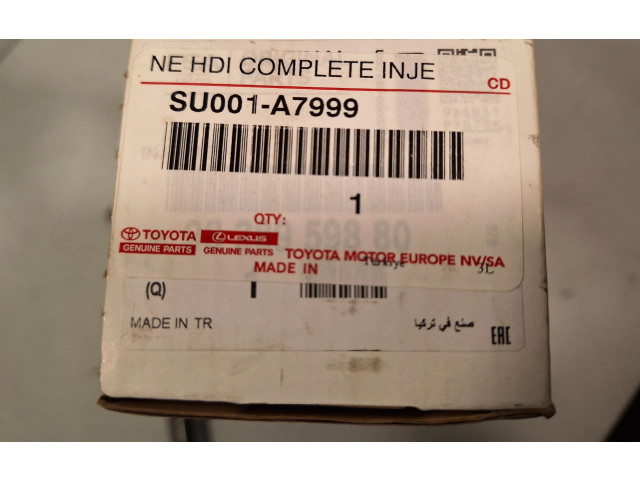 NE HDI COMPLETE INJE
CD
SU001-A7999
QTY: 1
TOYOTA LEXUS
GENUINE PARTS GENUINE PARTS TOYOTA MOTOR EUROPE NV/SA
MADE IN Türkiye
(Q)
MADE IN TR صنع في تركيا EAC